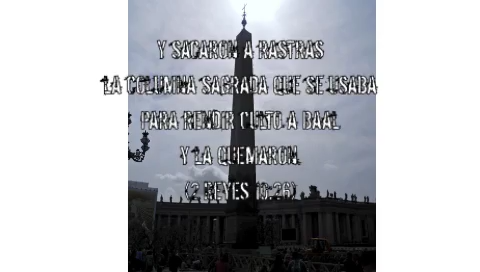 Y SACARON A RASTRAS
LA COLUMNA SAGRADA QUE SE USABA
PARA RENDIR CULTO A BAAL
Y LA QUEMARON.
(2 REYES 10:26)